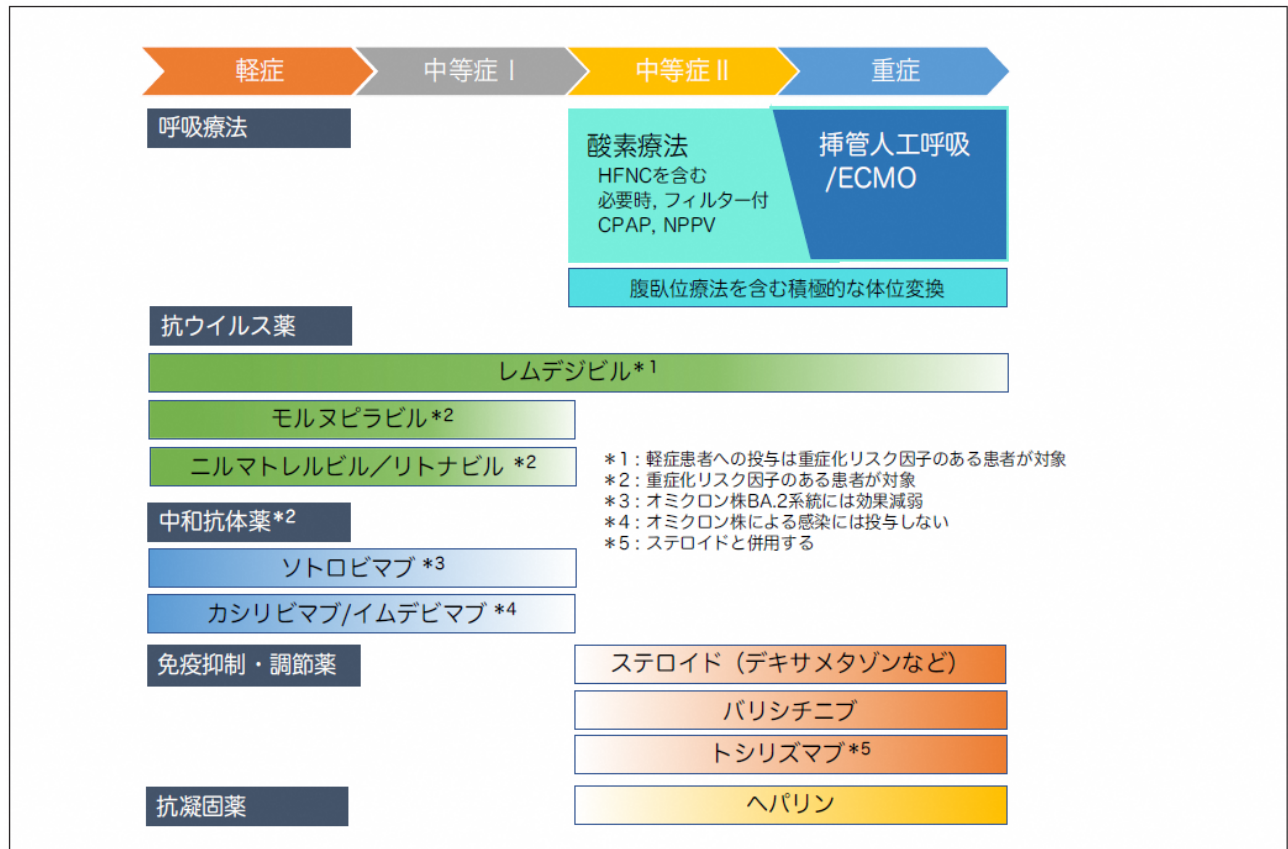 軽症
中等症Ⅰ
中等症Ⅱ
重症
呼吸療法
酸素療法
HFNCを含む
必要時, フィルター付
CPAP, NPPV
挿管人工呼吸
/ECMO
腹臥位療法を含む積極的な体位変換
抗ウイルス薬
レムデジビル*1
モルヌピラビル*2
ニルマトレルビル／リトナビル *2
*1：軽症患者への投与は重症化リスク因子のある患者が対象
*2：重症化リスク因子のある患者が対象
*3：オミクロン株BA.2系統には効果減弱
*4：オミクロン株による感染には投与しない
*5：ステロイドと併用する
中和抗体薬*2
ソトロビマブ *3
カシリビマブ/イムデビマブ *4
免疫抑制・調節薬
ステロイド（デキサメタゾンなど）
バリシチニブ
トシリズマブ*5
抗凝固薬
ヘパリン